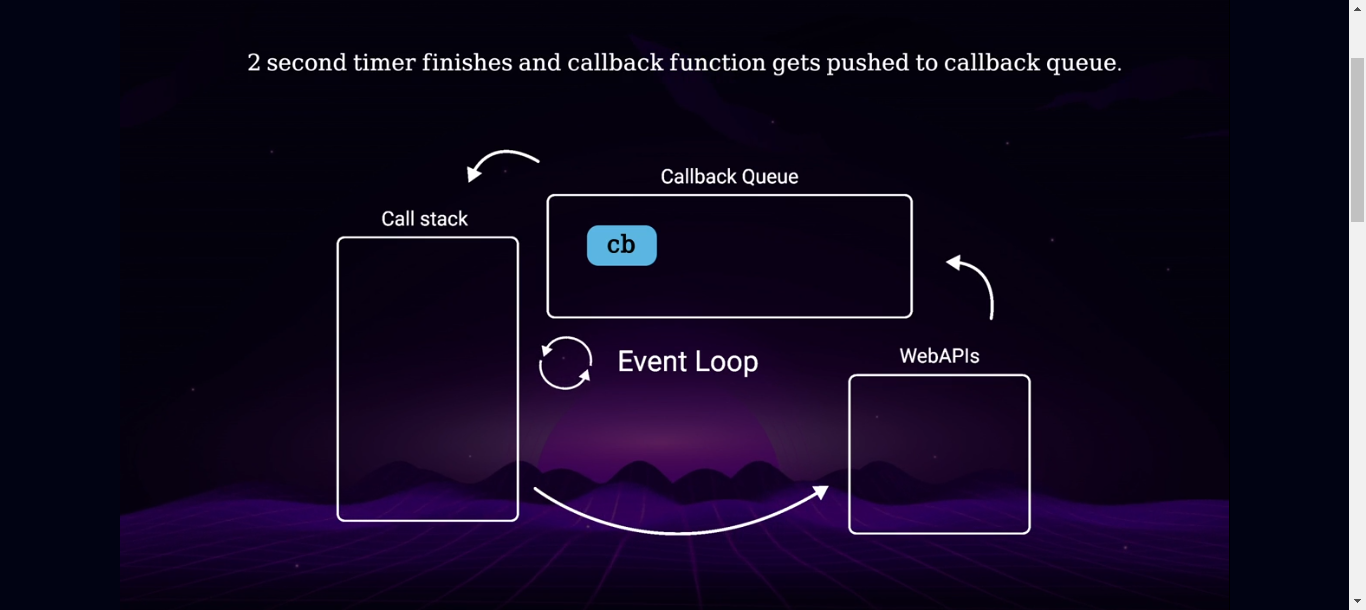 2 second timer finishes and callback function gets pushed to callback queue.
Callback Queue
Call stack
cb
Event Loop
WebAPIs